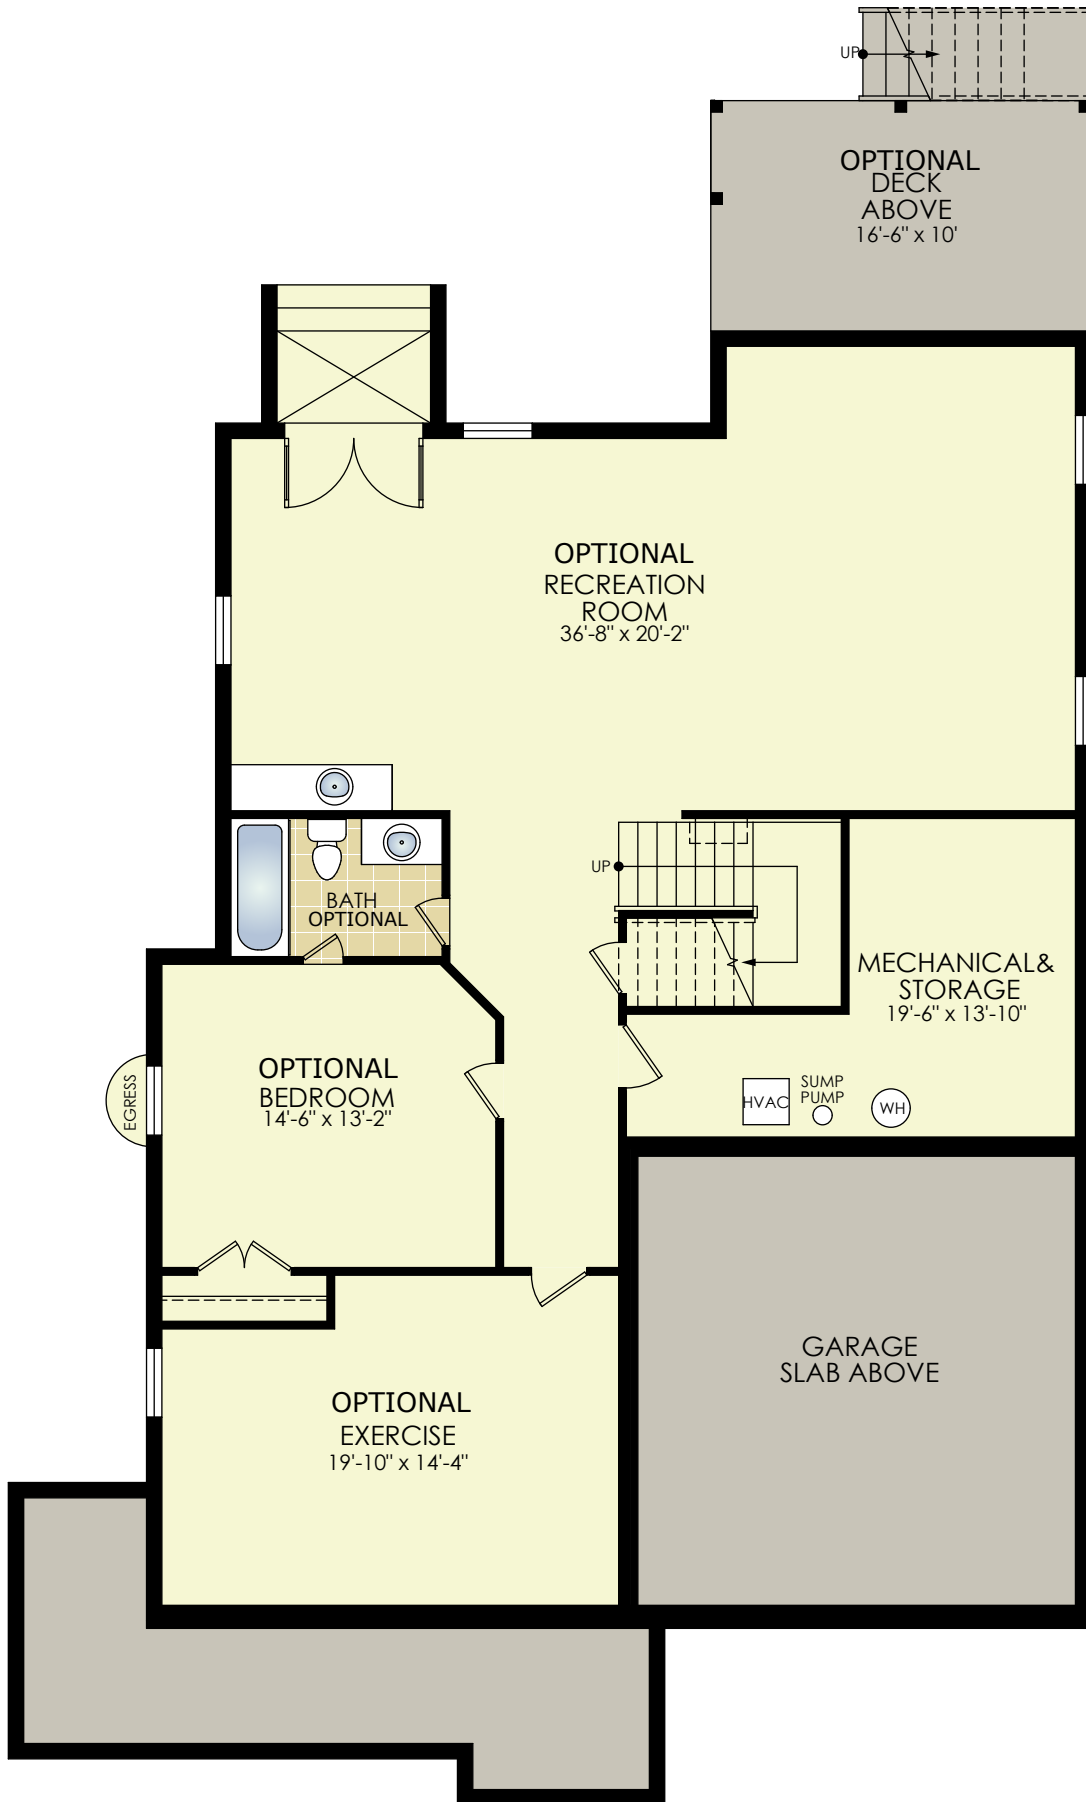 UP
OPTIONAL
DECK
ABOVE
16'-6" x 10'
OPTIONAL
RECREATION
ROOM
36'-8" x 20'-2"
UP
BATH
OPTIONAL
MECHANICAL&
STORAGE
19'-6" x 13'-10"
OPTIONAL
BEDROOM
14'-6" x 13'-2"
EGRESS
HVAC
SUMP
PUMP
WH
GARAGE
SLAB ABOVE
OPTIONAL
EXERCISE
19'-10" x 14'-4"